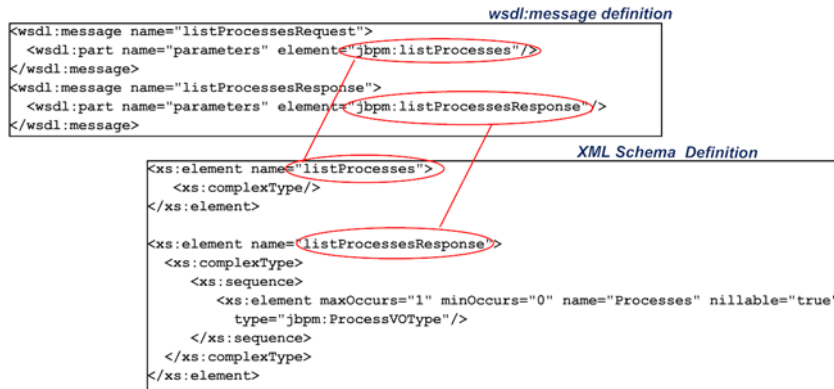 wsdl:message definition
<wsdl:message name="listProcessesRequest">
<wsdl:part name="parameters" element="jbpm:listProcesses"/>
</wsdl:message>
<wsdl:message name="listProcessesResponse">
<wsdl:part name="parameters" element="jbpm:listProcessesResponse"/>
</wsdl:message>
XML Schema Definition
<xs:element name="listProcesses">
<xs:complexType/>
</xs:element>
<xs:element name="listProcessesResponse">
<xs:complexType>
<xs:sequence>
<xs:element maxOccurs="1" minOccurs="0" name="Processes" nillable="true"
type="jbpm:ProcessVOType"/>
</xs:sequence>
</xs:complexType>
</xs:element>